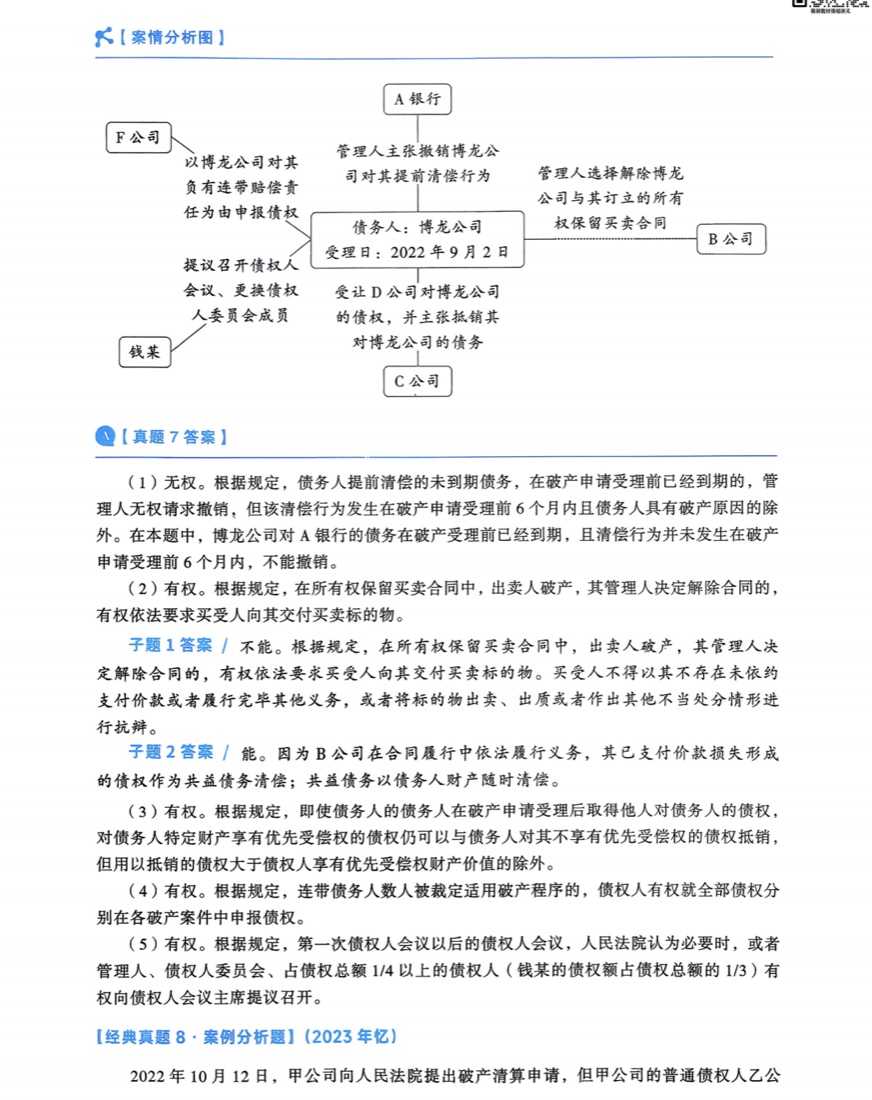 【案情分析图】
A 银行
F 公司
管理人主张撤销博龙公
司对其提前清偿行为
以博龙公司对其
负有连带赔偿责
任为由申报债权
管理人选择解除博龙
公司与其订立的所有
权保留买卖合同
债务人：博龙公司
受理日：2022 年 9 月 2 日
B 公司
提议召开债权人
会议、更换债权
人委员会成员
受让 D 公司对博龙公司
的债权，并主张抵销其
对博龙公司的债务
钱某
C 公司
【真题 7 答案】
（1）无权。根据规定，债务人提前清偿的未到期债务，在破产申请受理前已经到期的，管
理人无权请求撤销，但该清偿行为发生在破产申请受理前 6 个月内且债务人具有破产原因的除
外。在本题中，博龙公司对 A 银行的债务在破产受理前已经到期，且清偿行为并未发生在破产
申请受理前 6 个月内，不能撤销。
（2）有权。根据规定，在所有权保留买卖合同中，出卖人破产，其管理人决定解除合同的，
有权依法要求买受人向其交付买卖标的物。
子题 1 答案 / 不能。根据规定，在所有权保留买卖合同中，出卖人破产，其管理人决
定解除合同的，有权依法要求买受人向其交付买卖标的物。买受人不得以其不存在未依约
支付价款或者履行完毕其他义务，或者将标的物出卖、出质或者作出其他不当处分情形进
行抗辩。
子题 2 答案 / 能。因为 B 公司在合同履行中依法履行义务，其已支付价款损失形成
的债权作为共益债务清偿；共益债务以债务人财产随时清偿。
（3）有权。根据规定，即使债务人的债务人在破产申请受理后取得他人对债务人的债权，
对债务人特定财产享有优先受偿权的债权仍可以与债务人对其不享有优先受偿权的债权抵销，
但用以抵销的债权大于债权人享有优先受偿权财产价值的除外。
（4）有权。根据规定，连带债务人数人被裁定适用破产程序的，债权人有权就全部债权分
别在各破产案件中申报债权。
（5）有权。根据规定，第一次债权人会议以后的债权人会议，人民法院认为必要时，或者
管理人、债权人委员会、占债权总额 1/4 以上的债权人（钱某的债权额占债权总额的 1/3）有
权向债权人会议主席提议召开。
【经典真题 8 · 案例分析题】（2023 年忆）
2022 年 10 月 12 日，甲公司向人民法院提出破产清算申请，但甲公司的普通债权人乙公